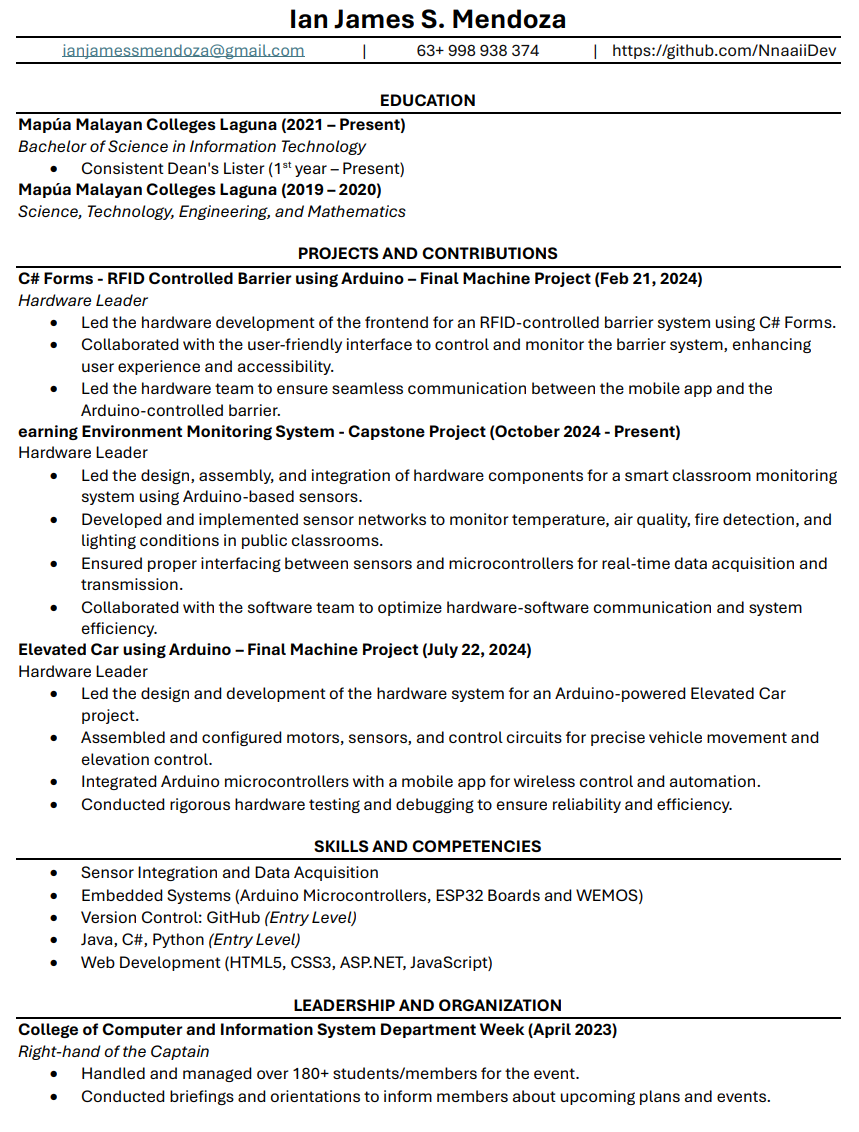 Ian James S. Mendoza
ianjamessmendoza@gmail.com | 63+ 998 938 374 | https://github.com/NnaaiiDev
EDUCATION
Mapúa Malayan Colleges Laguna (2021 – Present)
Bachelor of Science in Information Technology
• Consistent Dean's Lister (1st year – Present)
Mapúa Malayan Colleges Laguna (2019 – 2020)
Science, Technology, Engineering, and Mathematics
PROJECTS AND CONTRIBUTIONS
C# Forms - RFID Controlled Barrier using Arduino – Final Machine Project (Feb 21, 2024)
Hardware Leader
• Led the hardware development of the frontend for an RFID-controlled barrier system using C# Forms.
• Collaborated with the user-friendly interface to control and monitor the barrier system, enhancing
user experience and accessibility.
• Led the hardware team to ensure seamless communication between the mobile app and the
Arduino-controlled barrier.
earning Environment Monitoring System - Capstone Project (October 2024 - Present)
Hardware Leader
• Led the design, assembly, and integration of hardware components for a smart classroom monitoring
system using Arduino-based sensors.
• Developed and implemented sensor networks to monitor temperature, air quality, fire detection, and
lighting conditions in public classrooms.
• Ensured proper interfacing between sensors and microcontrollers for real-time data acquisition and
transmission.
• Collaborated with the software team to optimize hardware-software communication and system
efficiency.
Elevated Car using Arduino – Final Machine Project (July 22, 2024)
Hardware Leader
• Led the design and development of the hardware system for an Arduino-powered Elevated Car
project.
• Assembled and configured motors, sensors, and control circuits for precise vehicle movement and
elevation control.
• Integrated Arduino microcontrollers with a mobile app for wireless control and automation.
• Conducted rigorous hardware testing and debugging to ensure reliability and efficiency.
SKILLS AND COMPETENCIES
• Sensor Integration and Data Acquisition
• Embedded Systems (Arduino Microcontrollers, ESP32 Boards and WEMOS)
• Version Control: GitHub (Entry Level)
• Java, C#, Python (Entry Level)
• Web Development (HTML5, CSS3, ASP.NET, JavaScript)
LEADERSHIP AND ORGANIZATION
College of Computer and Information System Department Week (April 2023)
Right-hand of the Captain
• Handled and managed over 180+ students/members for the event.
• Conducted briefings and orientations to inform members about upcoming plans and events.